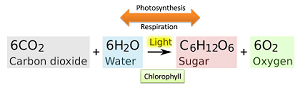 Photosynthesis
Respiration
6CO2 + 6H2O Light C6H12O6 + 6O2
Carbon dioxide Water Sugar Oxygen
Chlorophyll